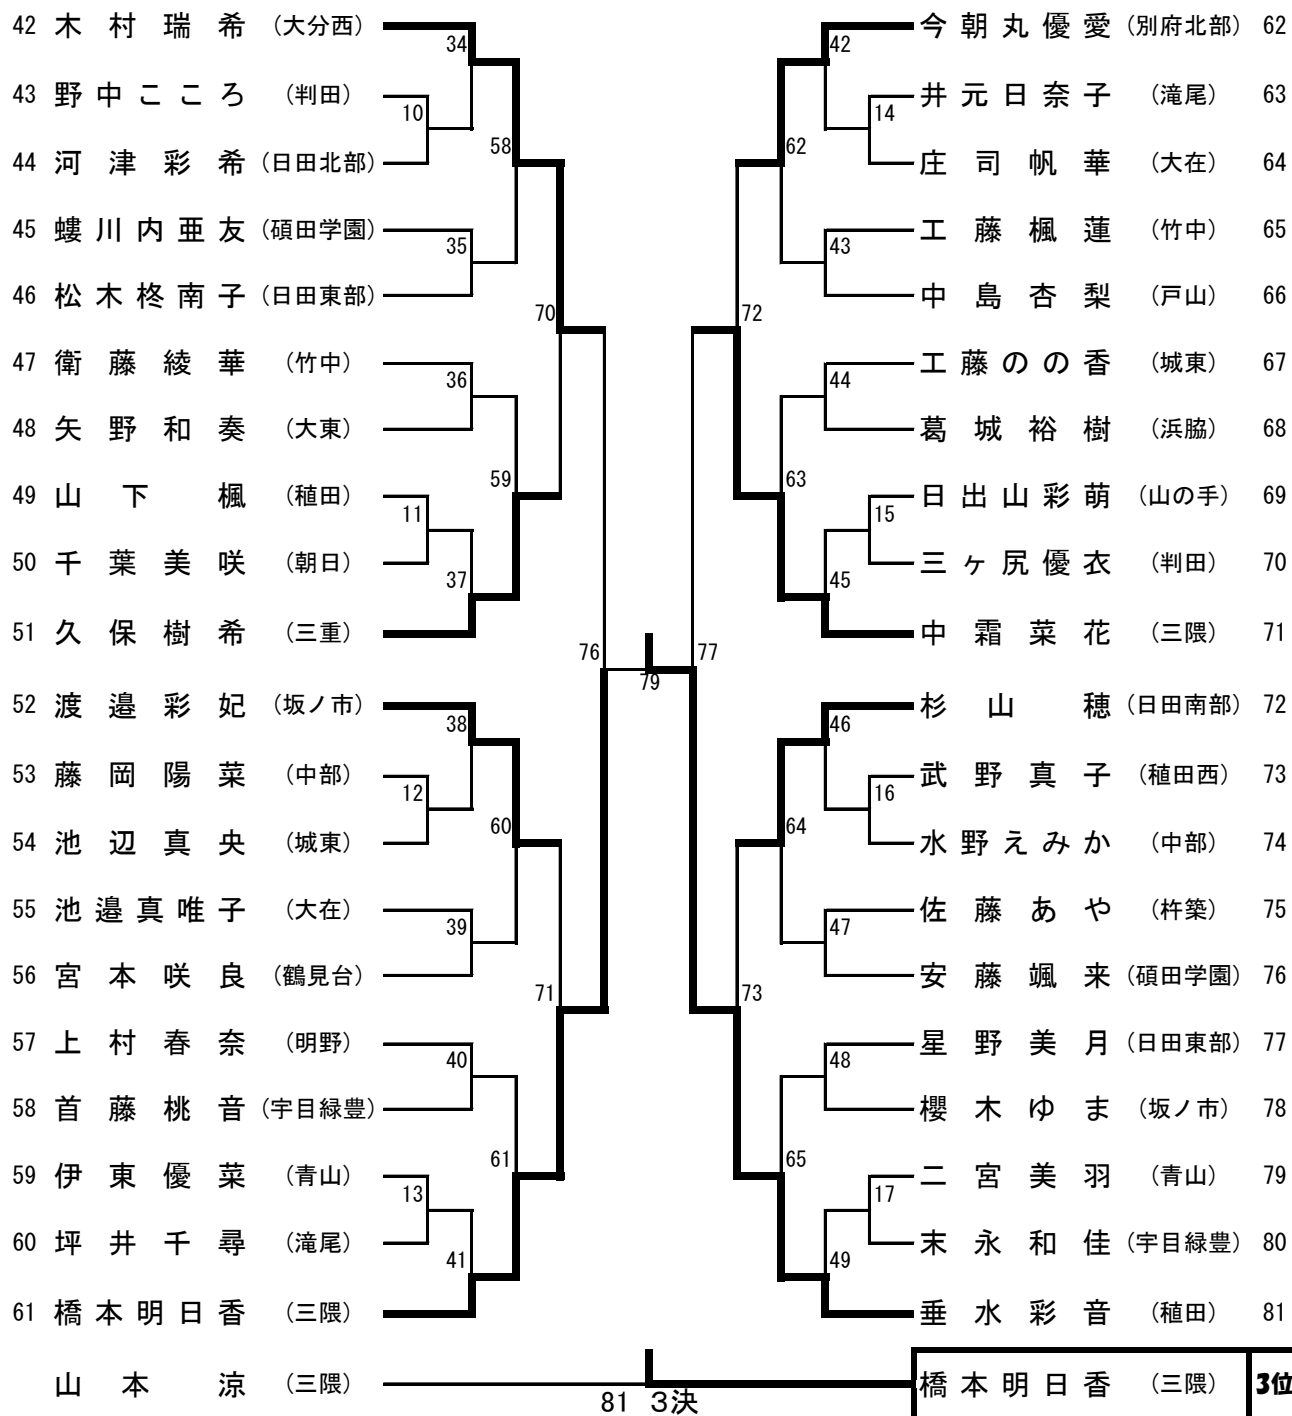 42 木村瑞希 (大分西)
43 野中こころ (判田)
44 河津彩希 (日田北部)
45 螻川内亜友 (碩田学園)
46 松木柊南子 (日田東部)
47 衛藤綾華 (竹中)
48 矢野和奏 (大東)
49 山下楓 (稙田)
50 千葉美咲 (朝日)
51 久保樹希 (三重)
52 渡邉彩妃 (坂ノ市)
53 藤岡陽菜 (中部)
54 池辺真央 (城東)
55 池邉真唯子 (大在)
56 宮本咲良 (鶴見台)
57 上村春奈 (明野)
58 首藤桃音 (宇目緑豊)
59 伊東優菜 (青山)
60 坪井千尋 (滝尾)
61 橋本明日香 (三隈)
34
10
58
35
70
36
59
11
37
76
38
12
60
39
71
40
61
13
41
79
42
14
62
43
72
44
63
15
45
77
46
16
64
47
73
48
65
17
49
今朝丸優愛 (別府北部) 62
井元日奈子 (滝尾) 63
庄司帆華 (大在) 64
工藤楓蓮 (竹中) 65
中島杏梨 (戸山) 66
工藤のの香 (城東) 67
葛城裕樹 (浜脇) 68
日出山彩萌 (山の手) 69
三ヶ尻優衣 (判田) 70
中霜菜花 (三隈) 71
杉山穂 (日田南部) 72
武野真子 (稙田西) 73
水野えみか (中部) 74
佐藤あや (杵築) 75
安藤颯来 (碩田学園) 76
星野美月 (日田東部) 77
櫻木ゆま (坂ノ市) 78
二宮美羽 (青山) 79
末永和佳 (宇目緑豊) 80
垂水彩音 (稙田) 81
山本涼 (三隈)
81 3決
橋本明日香 (三隈) 3位